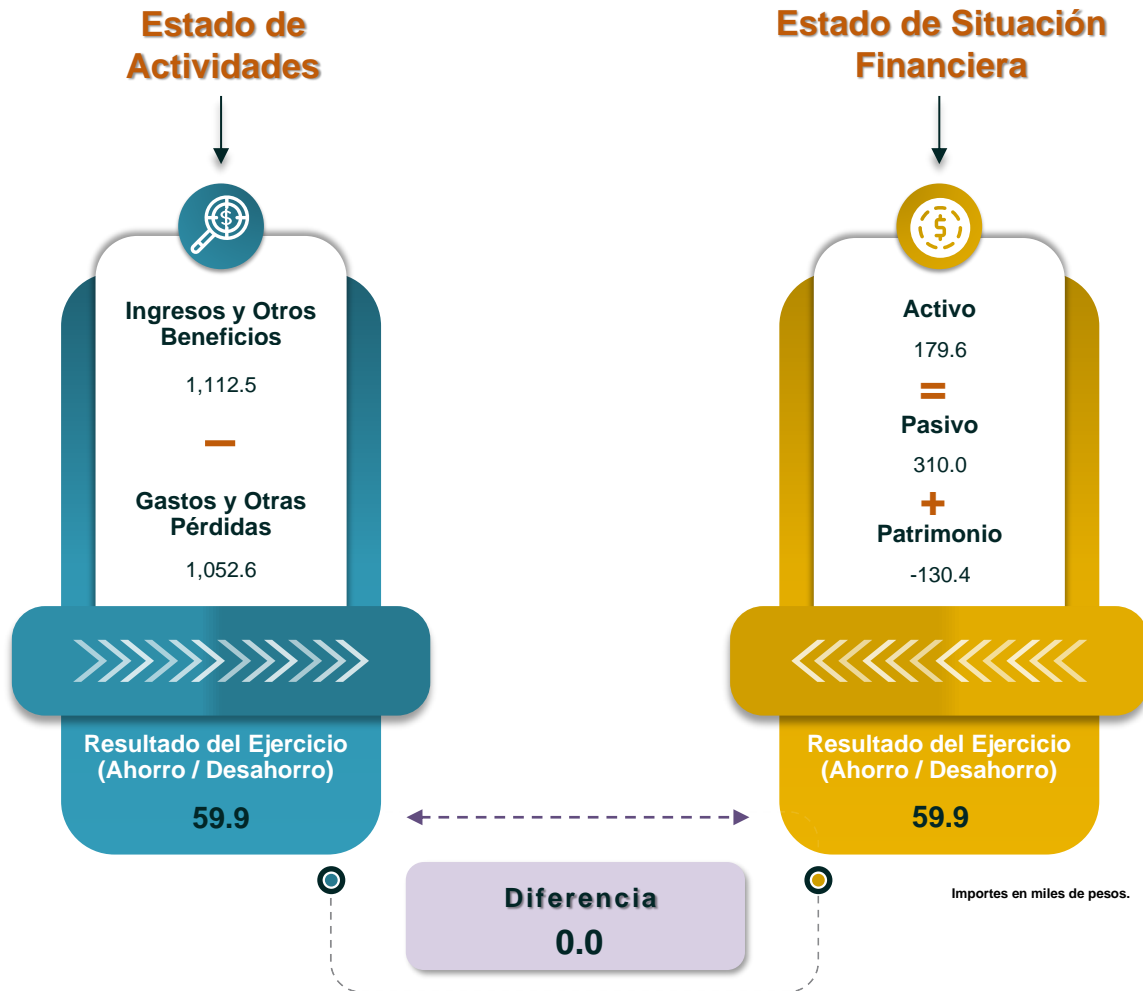 Estado de
Actividades
Ingresos y Otros
Beneficios
1,112.5
–
Gastos y Otras
Pérdidas
1,052.6
Resultado del Ejercicio
(Ahorro / Desahorro)
59.9
Estado de Situación
Financiera
$
Activo
179.6
=
Pasivo
310.0
+
Patrimonio
-130.4
Resultado del Ejercicio
(Ahorro / Desahorro)
59.9
Diferencia
0.0
Importes en miles de pesos.